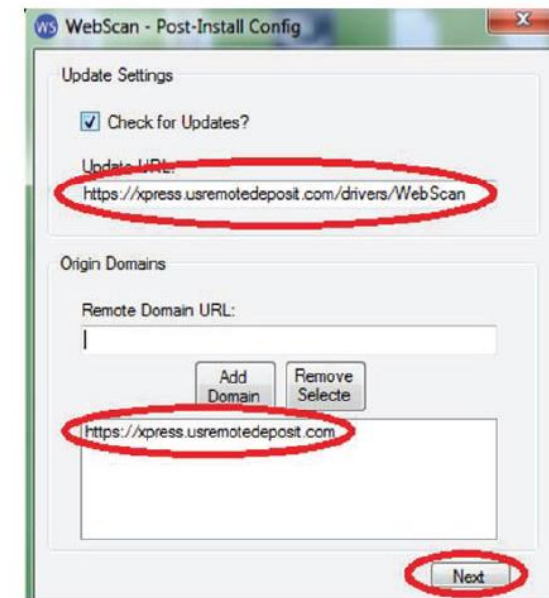 WS WebScan - Post-Install Config
Update Settings
Check for Updates?
Update URL:
https://xpress.usremotedeposit.com/drivers/WebScan
Origin Domains
Remote Domain URL:
Add Remove
Domain Selecte
https://xpress.usremotedeposit.com
Next